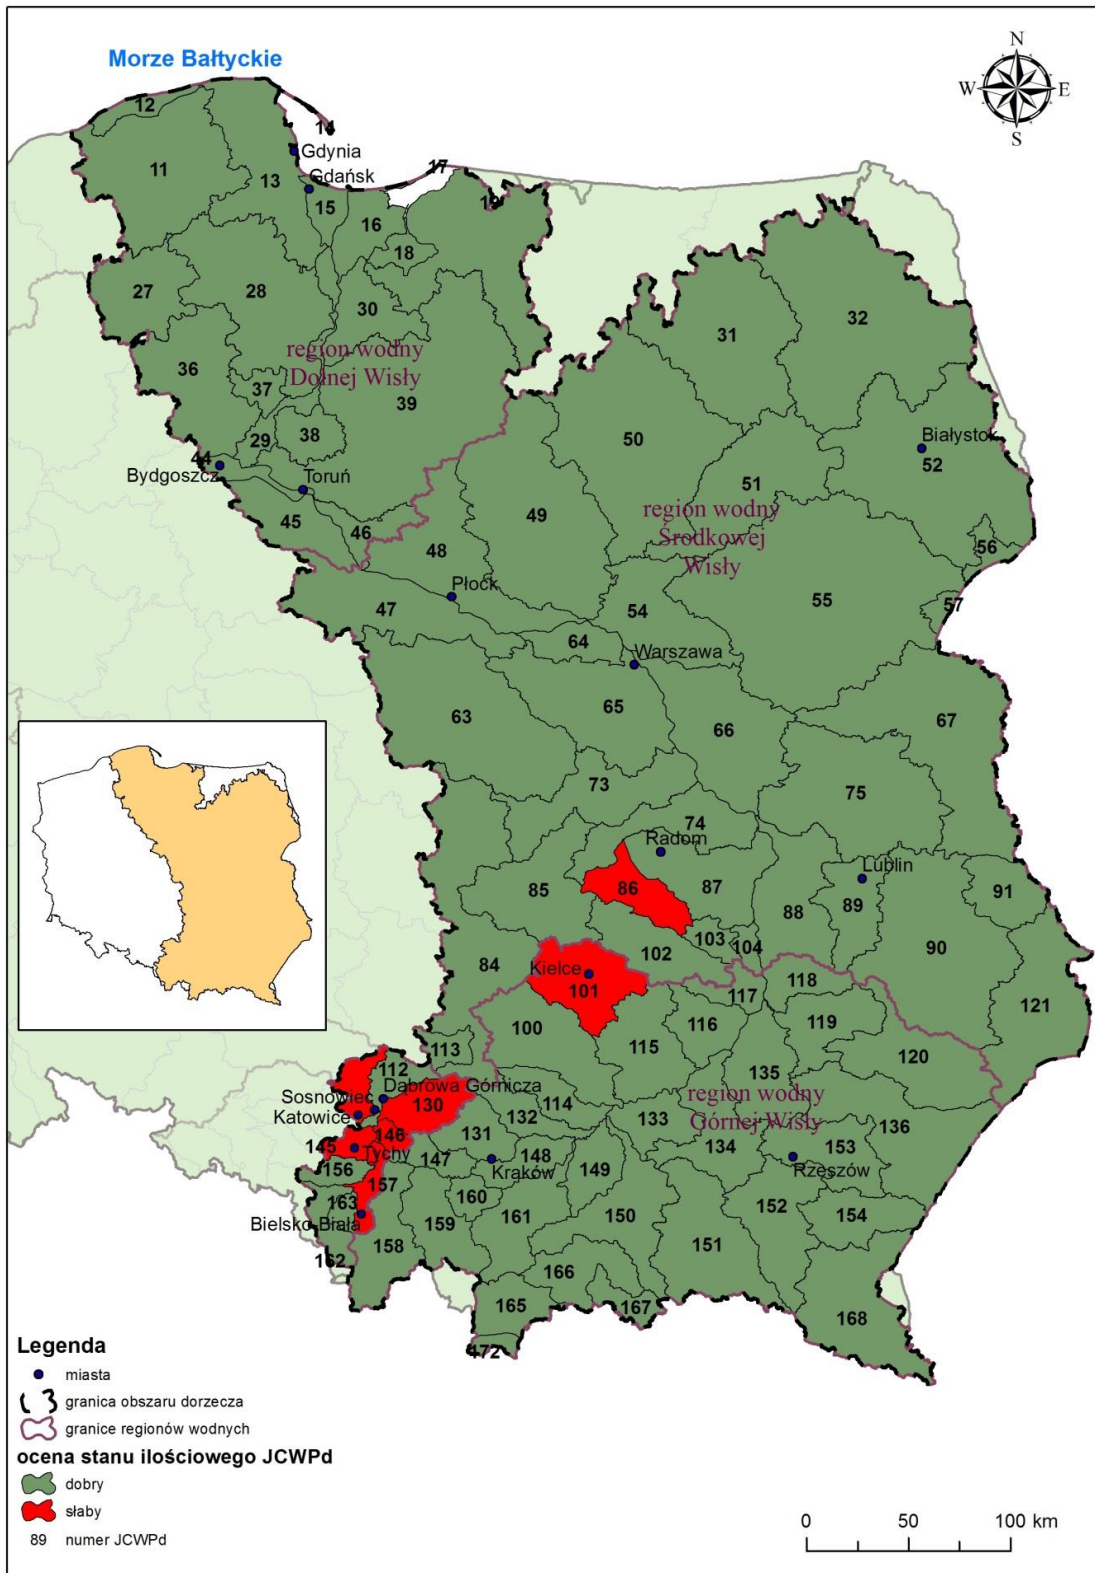 Morze Bałtyckie
N
W E
S
12
14
Gdynia
11
13
17
Gdańsk
15
19
16
18
27
28
30
31
32
region wodny
Dolnej Wisły
36
37
39
29
38
50
Białystok
52
44
Bydgoszcz
Toruń
51
region wodny
Środkowej
Wisły
49
45
46
48
56
Płock
47
54
55
57
64
Warszawa
63
65
66
67
73
75
74
Radom
Lublin
85
86
87
88
89
91
90
102
103
104
84
Kielce
101
118
117
121
100
116
119
113
115
120
112
Dąbrowa Górnicza
Sosnowiec
Katowice
130
114
135
region wodny
Górnej Wisły
132
133
136
131
134
153
145
146
Tychy
147
148
Kraków
149
Rzeszów
156
157
163
160
152
Bielsko-Biała
159
161
150
154
158
151
162
166
165
167
168
172
Legenda
miasta
granica obszaru dorzecza
granice regionów wodnych
ocena stanu ilościowego JCWPd
dobry
słaby
89 numer JCWPd
0 50 100 km